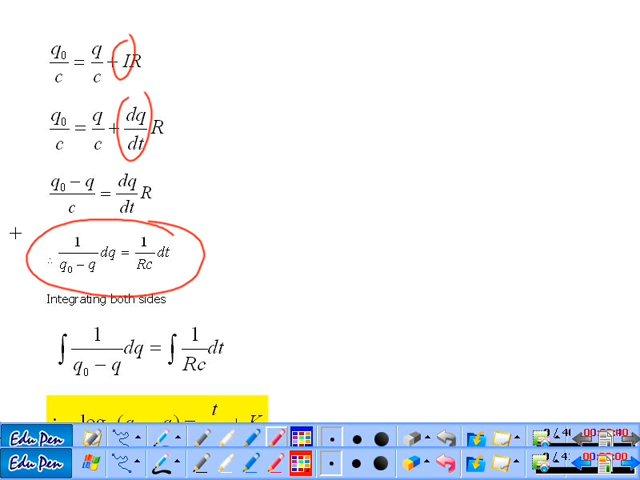 q₀/c = q/c + IR
q₀/c = q/c + dq/dt R
(q₀ − q)/c = dq/dt R
+
∴ 1/(q₀ − q) dq = 1/Rc dt
Integrating both sides
∫ 1/(q₀ − q) dq = ∫ 1/Rc dt
Edu Pen
Edu Pen